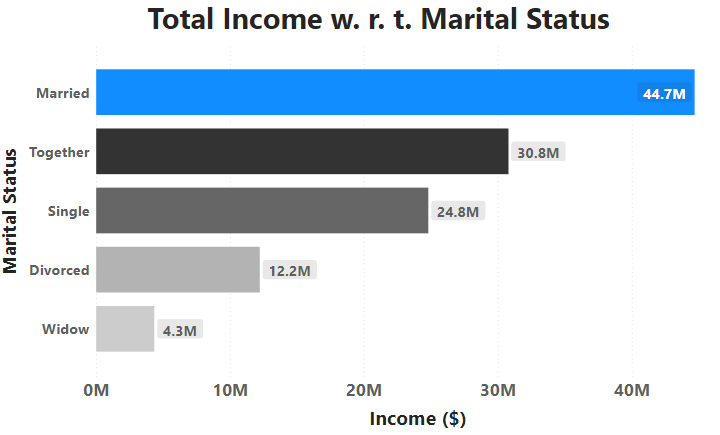 Total Income w. r. t. Marital Status
Marital Status
Married 44.7M
Together 30.8M
Single 24.8M
Divorced 12.2M
Widow 4.3M
0M 10M 20M 30M 40M
Income ($)